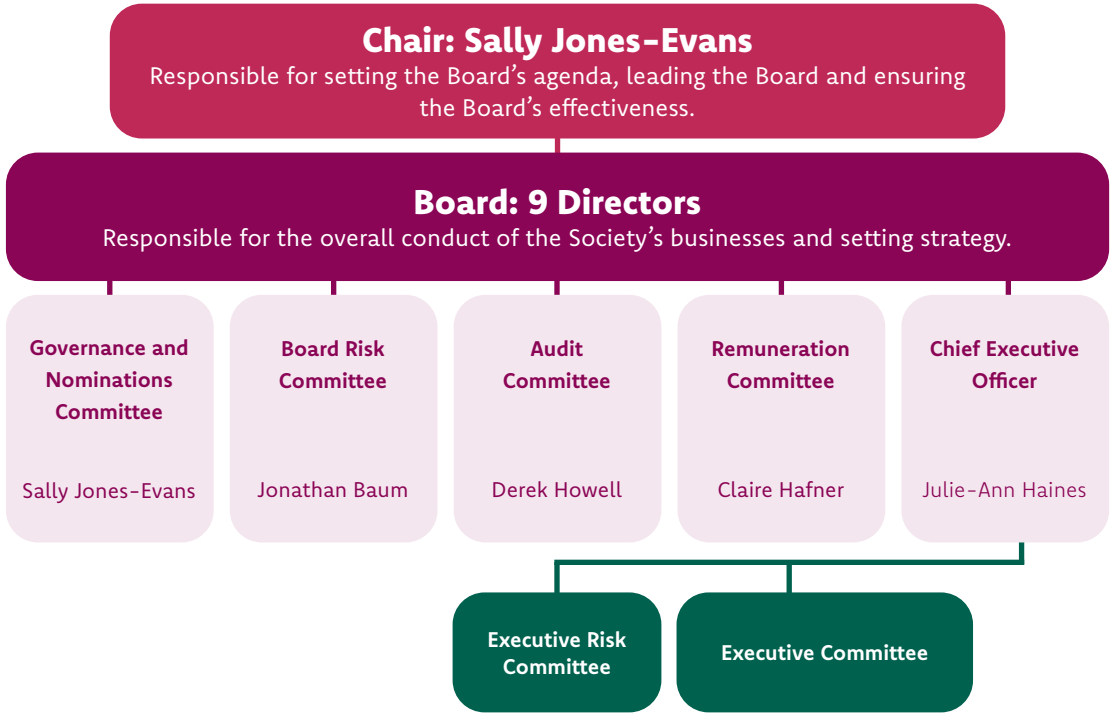 Chair: Sally Jones-Evans
Responsible for setting the Board's agenda, leading the Board and ensuring
the Board's effectiveness.
Board: 9 Directors
Responsible for the overall conduct of the Society's businesses and setting strategy.
Governance and
Nominations
Committee
Sally Jones-Evans
Board Risk
Committee
Jonathan Baum
Audit
Committee
Derek Howell
Remuneration
Committee
Claire Hafner
Chief Executive
Officer
Julie-Ann Haines
Executive Risk
Committee
Executive Committee